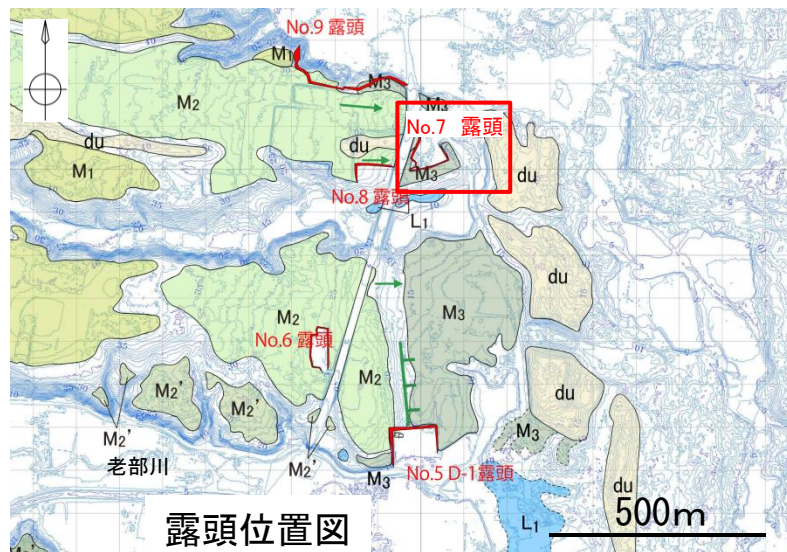 No.9 露頭
M₁
M₃
M₂
M₃
No.7 露頭
du
du
M₁
M₃
du
No.8 露頭
L₁
M₂
M₃
du
No.6 露頭
M₂
M₂'
M₂'
du
M₂'
M₂'
M₃
老部川
M₃
No.5 D-1露頭
du
L₁
500m
露頭位置図